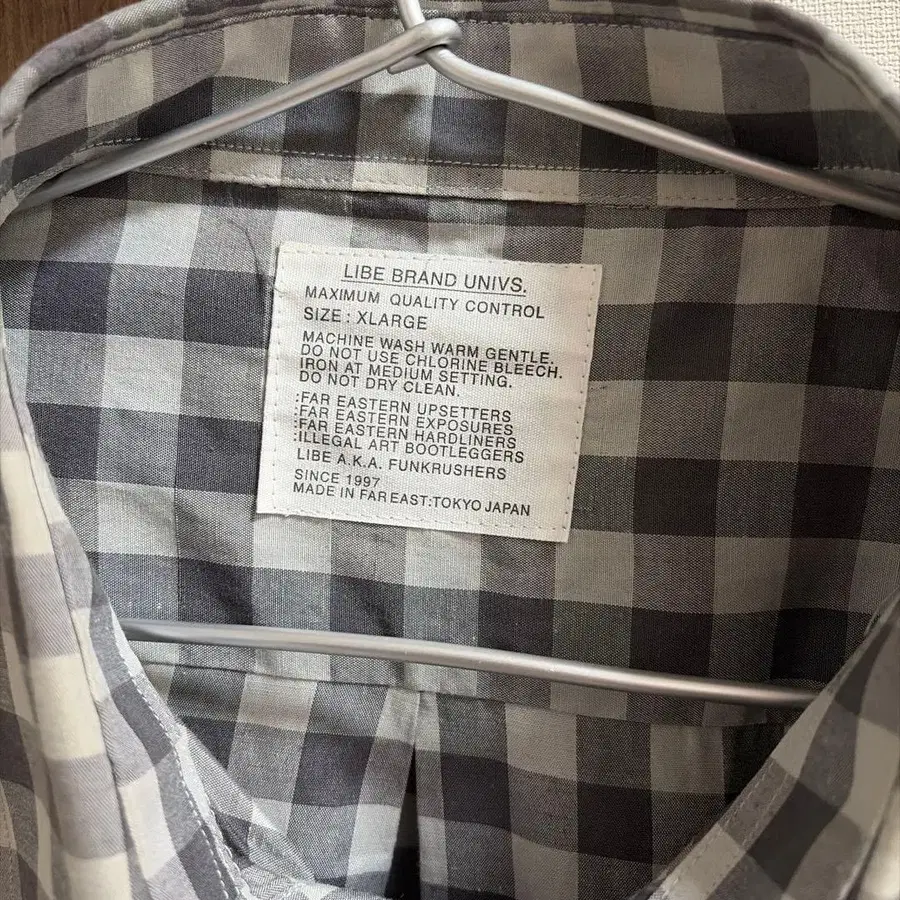 LIBE BRAND UNIVS.
MAXIMUM QUALITY CONTROL
SIZE : XLARGE
MACHINE WASH WARM GENTLE.
DO NOT USE CHLORINE BLEECH.
IRON AT MEDIUM SETTING.
DO NOT DRY CLEAN.
:FAR EASTERN UPSETTERS
:FAR EASTERN EXPOSURES
:FAR EASTERN HARDLINERS
:ILLEGAL ART BOOTLEGGERS
LIBE A.K.A. FUNKRUSHERS
SINCE 1997
MADE IN FAR EAST:TOKYO JAPAN